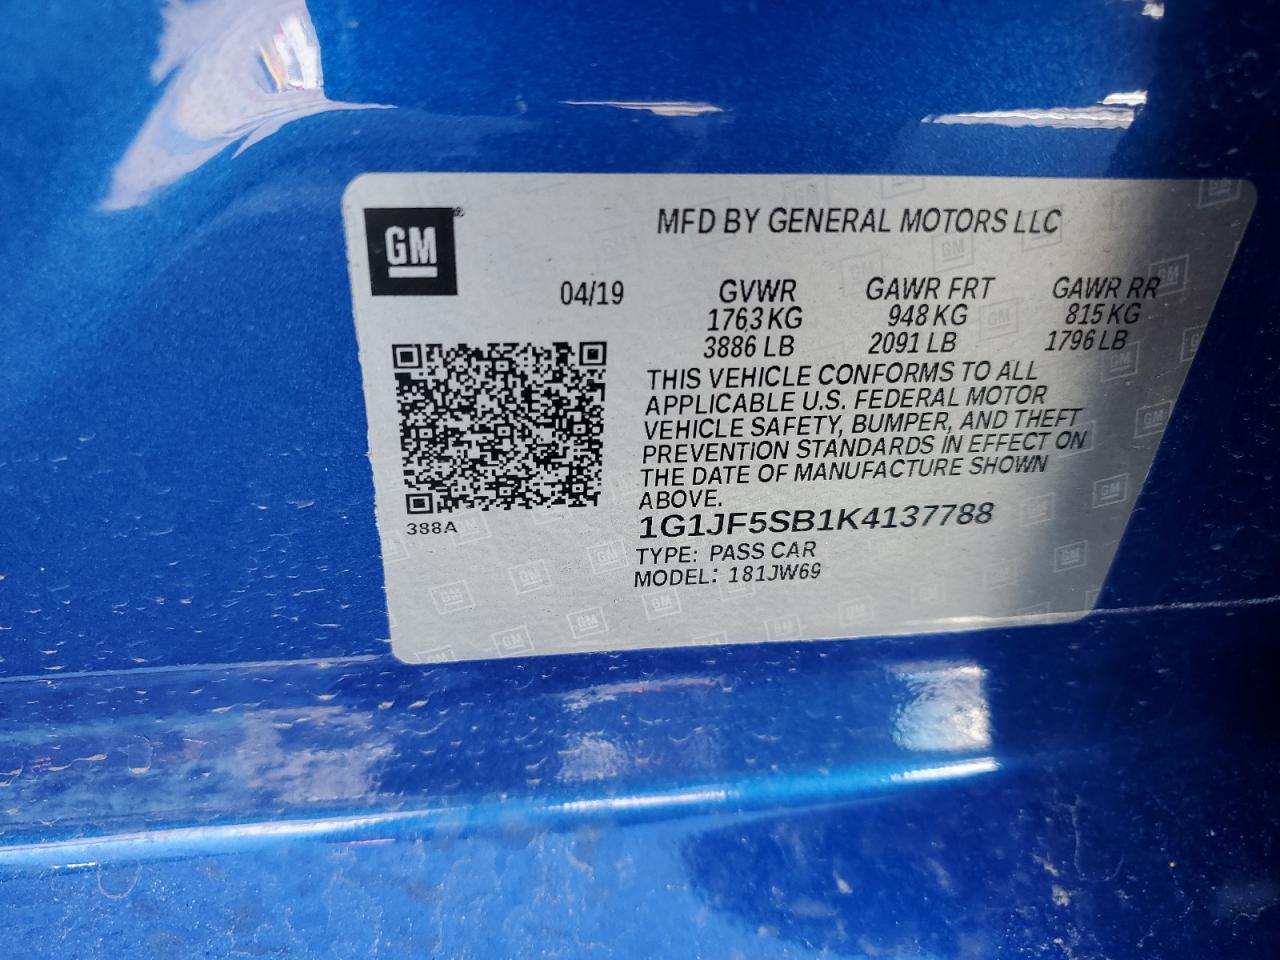 GM
MFD BY GENERAL MOTORS LLC
04/19 GVWR GAWR FRT GAWR RR
1763 KG 948 KG 815 KG
3886 LB 2091 LB 1796 LB
THIS VEHICLE CONFORMS TO ALL
APPLICABLE U.S. FEDERAL MOTOR
VEHICLE SAFETY, BUMPER, AND THEFT
PREVENTION STANDARDS IN EFFECT ON
THE DATE OF MANUFACTURE SHOWN
ABOVE.
388A
1G1JF5SB1K4137788
TYPE: PASS CAR
MODEL: 181JW69